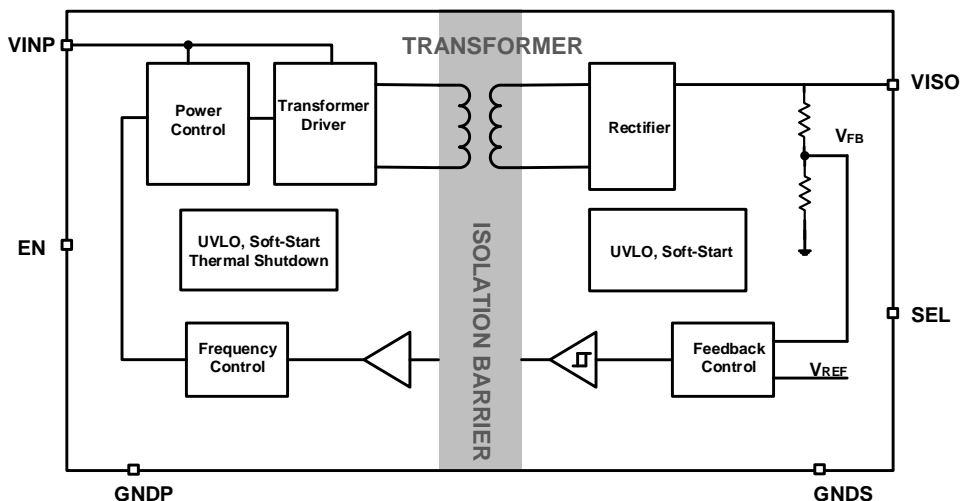 VINP
TRANSFORMER
VISO
Power
Control
Transformer
Driver
Rectifier
VFB
EN
UVLO, Soft-Start
Thermal Shutdown
ISOLATION BARRIER
UVLO, Soft-Start
SEL
Frequency
Control
Feedback
Control
VREF
GNDP
GNDS